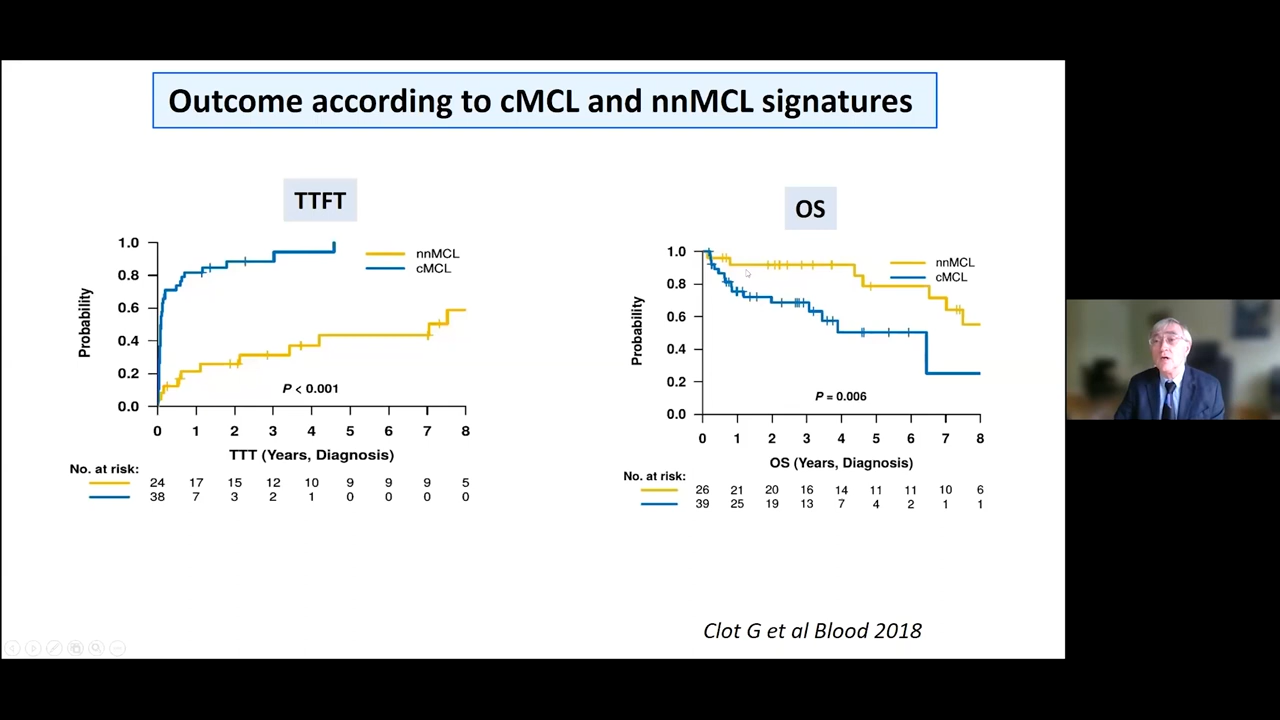 Outcome according to cMCL and nnMCL signatures
TTFT
1.0
0.8
0.6
0.4
0.2
0.0
Probability
nnMCL
cMCL
P < 0.001
0 1 2 3 4 5 6 7 8
TTT (Years, Diagnosis)
No. at risk:
24 17 15 12 10 9 9 9 5
38 7 3 2 1 0 0 0 0
OS
1.0
0.8
0.6
0.4
0.2
0.0
Probability
nnMCL
cMCL
P = 0.006
0 1 2 3 4 5 6 7 8
OS (Years, Diagnosis)
No. at risk:
26 21 20 16 14 11 11 10 6
39 25 19 13 7 4 2 1 1
Clot G et al Blood 2018